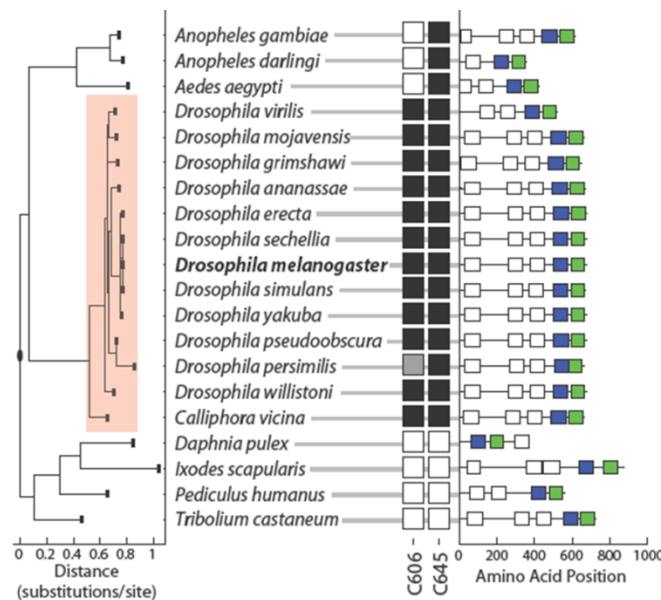 Anopheles gambiae
Anopheles darlingi
Aedes aegypti
Drosophila virilis
Drosophila mojavensis
Drosophila grimshawi
Drosophila ananassae
Drosophila erecta
Drosophila sechellia
Drosophila melanogaster
Drosophila simulans
Drosophila yakuba
Drosophila pseudoobscura
Drosophila persimilis
Drosophila willistoni
Calliphora vicina
Daphnia pulex
Ixodes scapularis
Pediculus humanus
Tribolium castaneum
0 0.2 0.4 0.6 0.8 1
Distance
(substitutions/site)
C606
C645
0 200 400 600 800 1000
Amino Acid Position